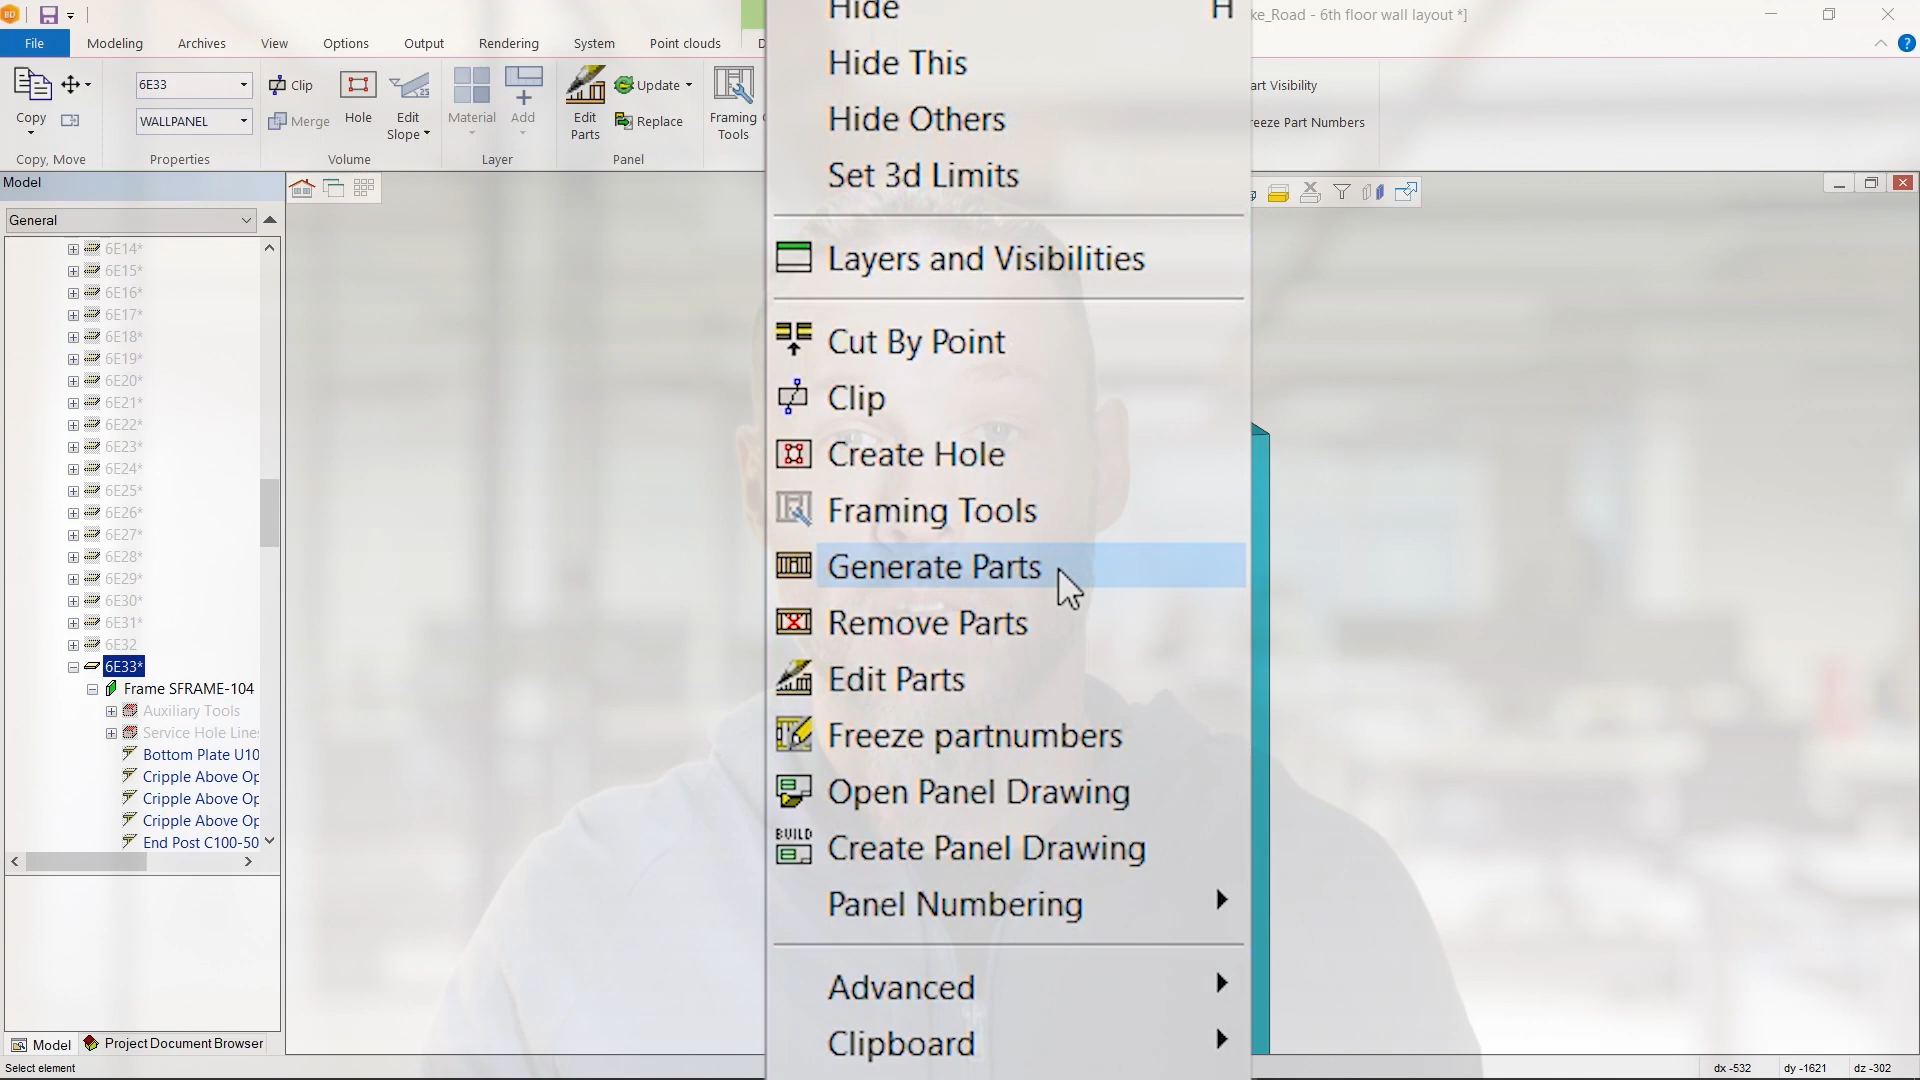 ke_Road - 6th floor wall layout *]
File
Modeling
Archives
View
Options
Output
Rendering
System
Point clouds
Copy
Copy, Move
6E33
WALLPANEL
Properties
Clip
Merge
Hole
Edit
Slope
Volume
Material
Add
Layer
Edit
Parts
Update
Replace
Panel
Framing
Tools
art Visibility
reeze Part Numbers
Model
General
6E14*
6E15*
6E16*
6E17*
6E18*
6E19*
6E20*
6E21*
6E22*
6E23*
6E24*
6E25*
6E26*
6E27*
6E28*
6E29*
6E30*
6E31*
6E32
6E33*
Frame SFRAME-104
Auxiliary Tools
Service Hole Line
Bottom Plate U10
Cripple Above Op
Cripple Above Op
Cripple Above Op
End Post C100-50
Model
Project Document Browser
Select element
Hide H
Hide This
Hide Others
Set 3d Limits
Layers and Visibilities
Cut By Point
Clip
Create Hole
Framing Tools
Generate Parts
Remove Parts
Edit Parts
Freeze partnumbers
Open Panel Drawing
BUILD
Create Panel Drawing
Panel Numbering
Advanced
Clipboard
dx -532
dy -1621
dz -302